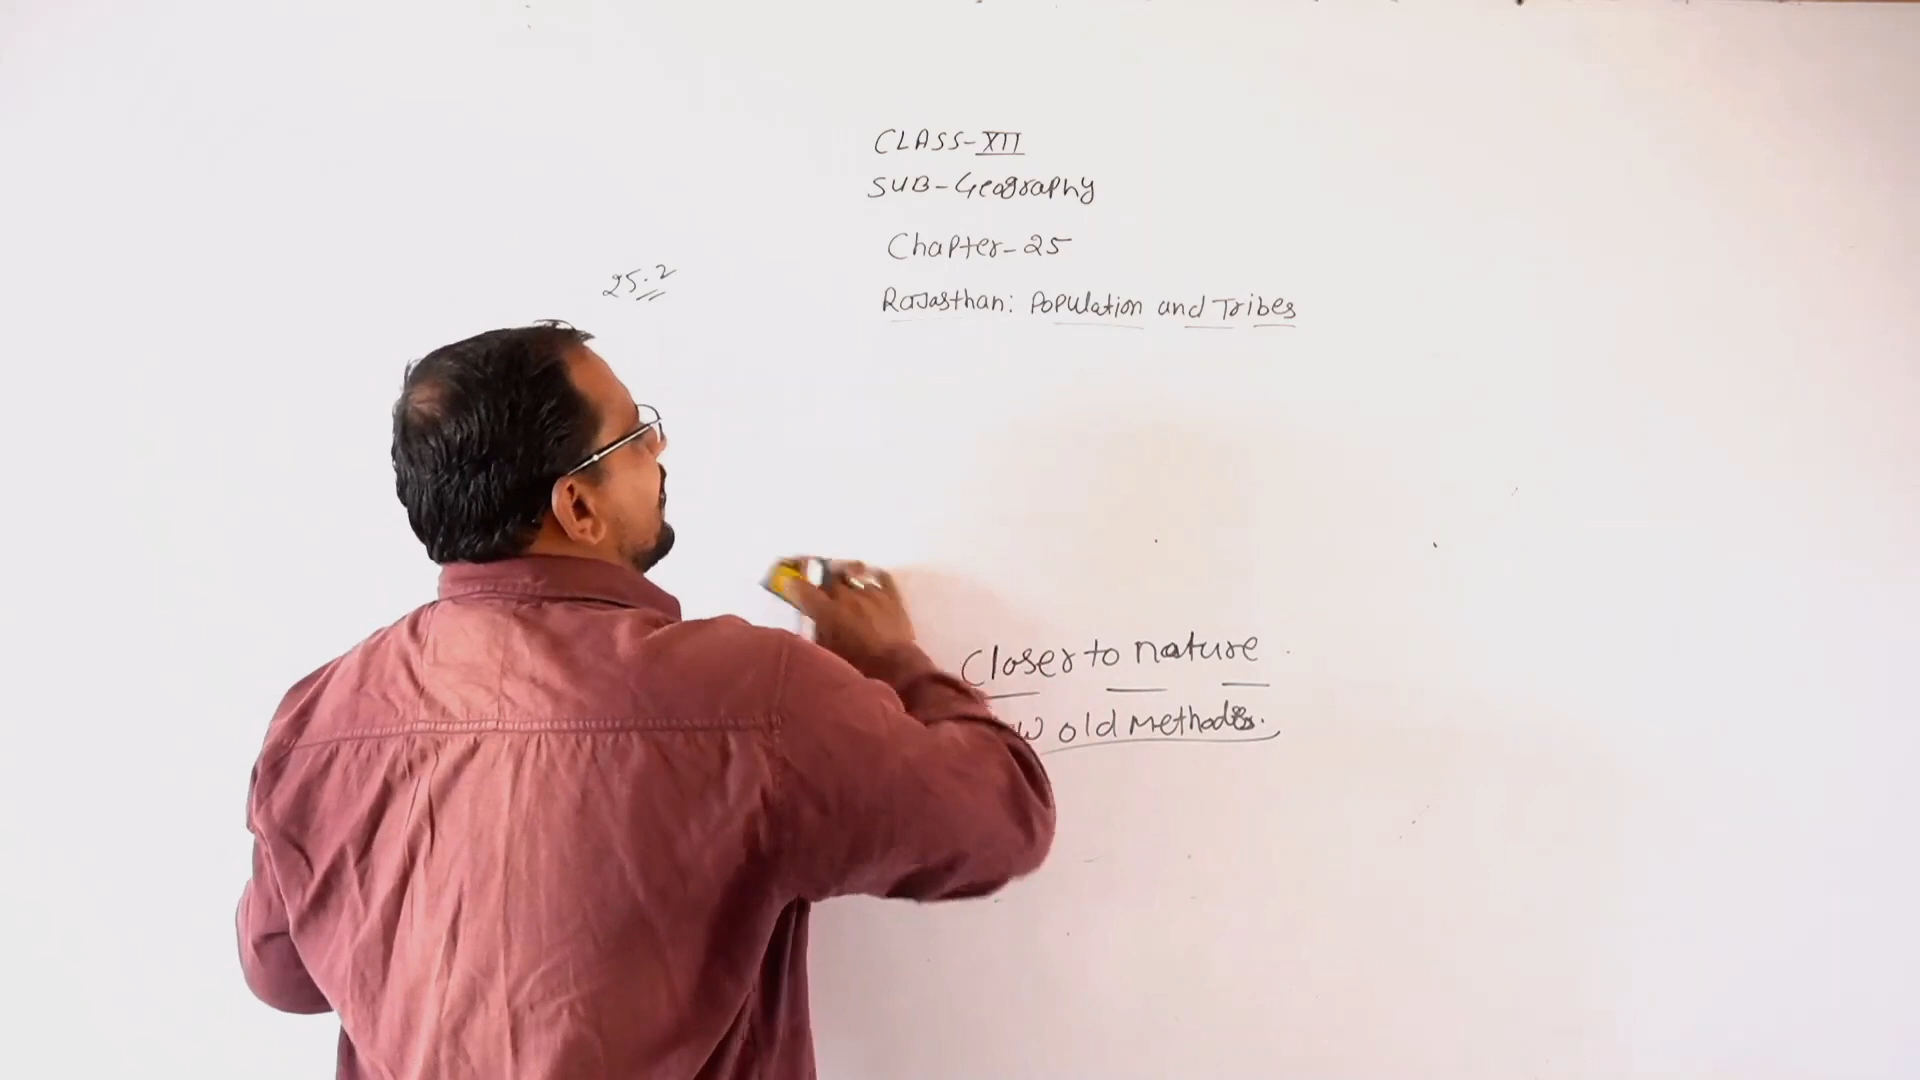 CLASS-XII
SUB-Geography
Chapter-25
25.2
Rajasthan: Population and Tribes
Closer to nature
old Methods.